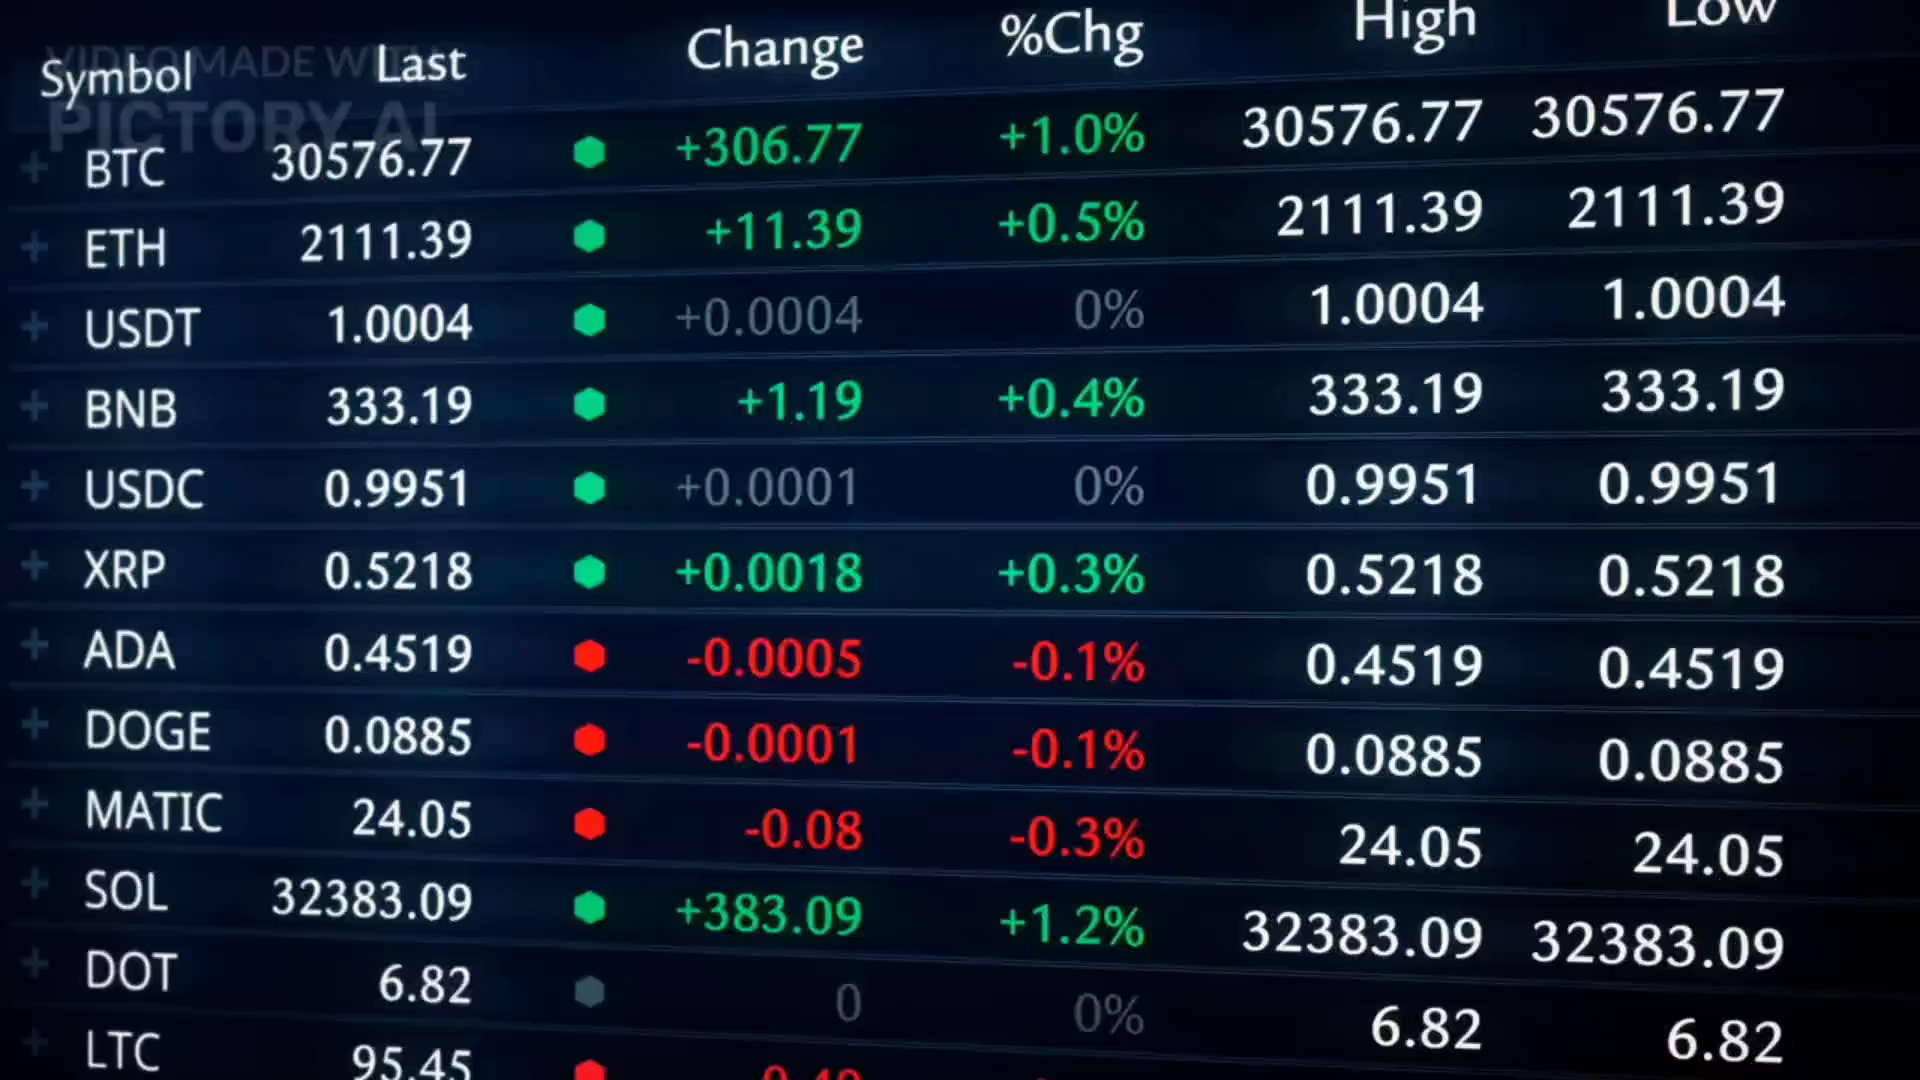 VIDEO MADE WITH
PICTORY.AI
Symbol Last Change %Chg High Low
+ BTC 30576.77 +306.77 +1.0% 30576.77 30576.77
+ ETH 2111.39 +11.39 +0.5% 2111.39 2111.39
+ USDT 1.0004 +0.0004 0% 1.0004 1.0004
+ BNB 333.19 +1.19 +0.4% 333.19 333.19
+ USDC 0.9951 +0.0001 0% 0.9951 0.9951
+ XRP 0.5218 +0.0018 +0.3% 0.5218 0.5218
+ ADA 0.4519 -0.0005 -0.1% 0.4519 0.4519
+ DOGE 0.0885 -0.0001 -0.1% 0.0885 0.0885
+ MATIC 24.05 -0.08 -0.3% 24.05 24.05
+ SOL 32383.09 +383.09 +1.2% 32383.09 32383.09
+ DOT 6.82 0 0% 6.82 6.82
+ LTC 95.45